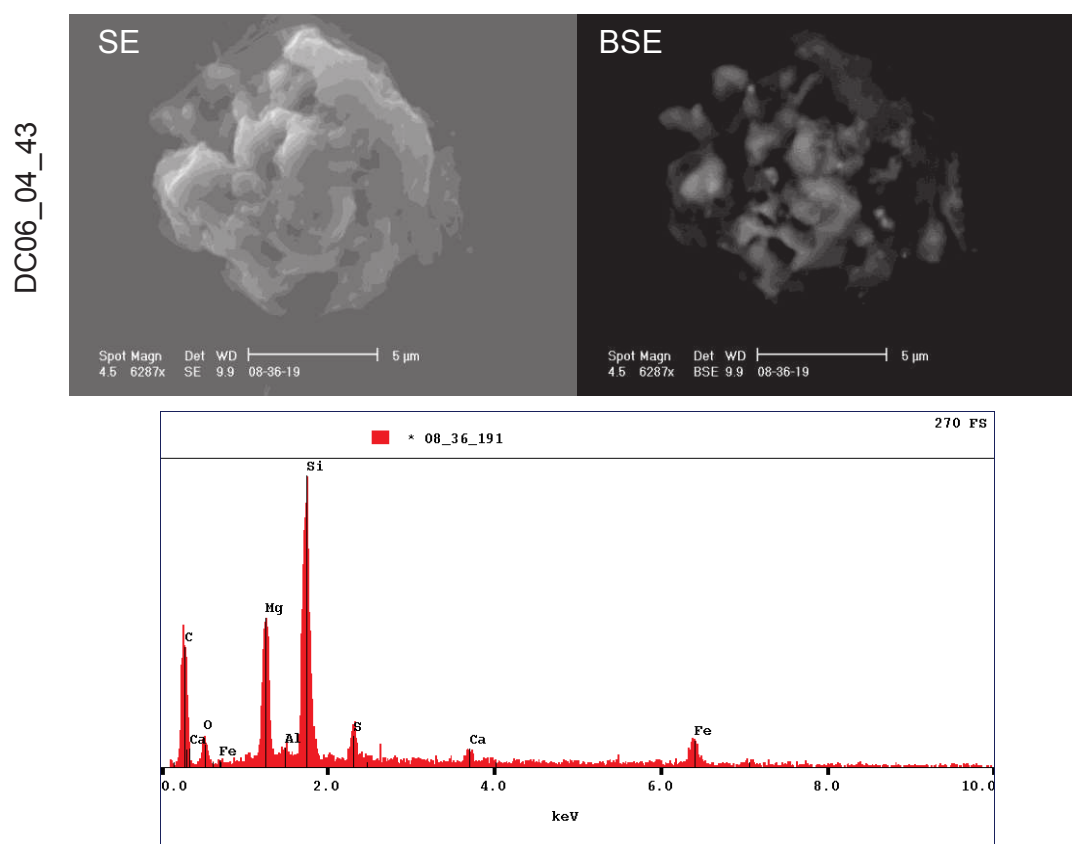 DC06_04_43
SE
Spot Magn Det WD 5 µm
4.5 6287x SE 9.9 08-36-19
BSE
Spot Magn Det WD 5 µm
4.5 6287x BSE 9.9 08-36-19
270 FS
* 08_36_191
Si
Mg
C
O
Ca
Fe
Al
S
Ca
Fe
0.0 2.0 4.0 6.0 8.0 10.0
keV